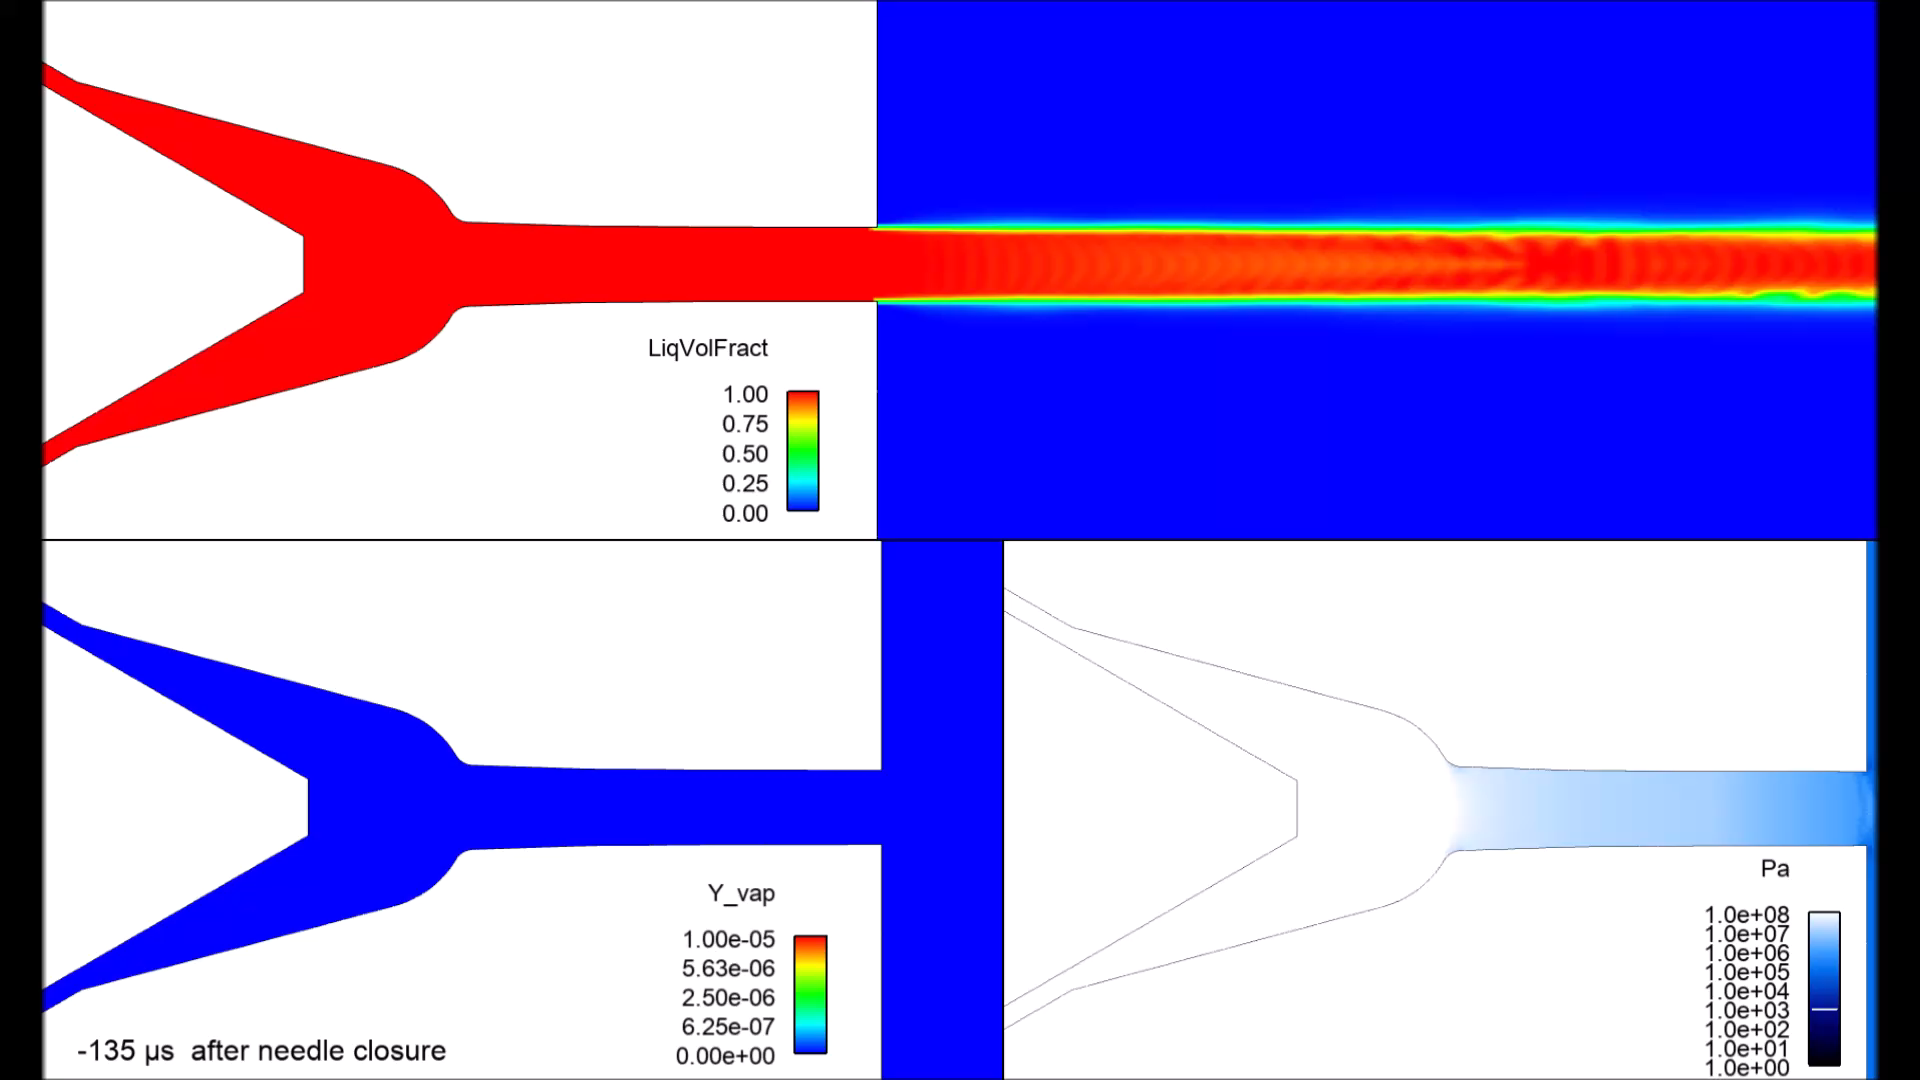 LiqVolFract
1.00
0.75
0.50
0.25
0.00
Y_vap
1.00e-05
5.63e-06
2.50e-06
6.25e-07
0.00e+00
-135 µs after needle closure
Pa
1.0e+08
1.0e+07
1.0e+06
1.0e+05
1.0e+04
1.0e+03
1.0e+02
1.0e+01
1.0e+00